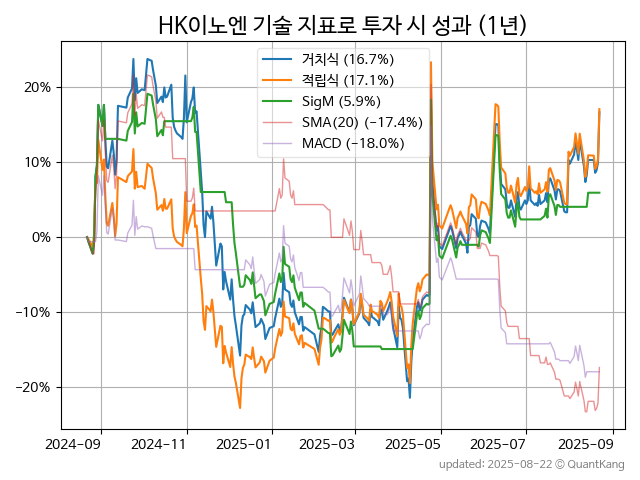 HK이노엔 기술 지표로 투자 시 성과 (1년)
거치식 (16.7%)
적립식 (17.1%)
SigM (5.9%)
SMA(20) (−17.4%)
MACD (−18.0%)
20%
10%
0%
−10%
−20%
2024−09
2024−11
2025−01
2025−03
2025−05
2025−07
2025−09
updated: 2025-08-22 © QuantKang